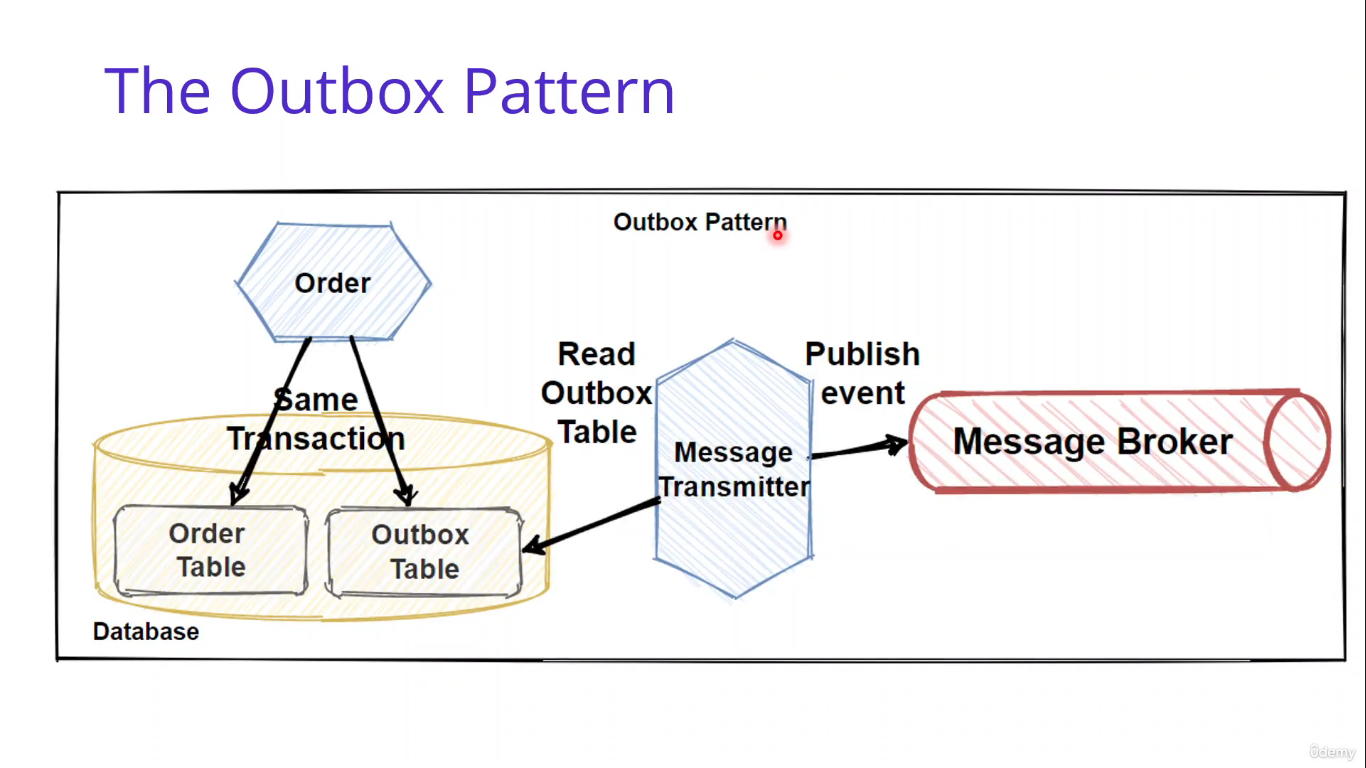 The Outbox Pattern
Outbox Pattern
Order
Same
Transaction
Order
Table
Outbox
Table
Database
Read
Outbox
Table
Message
Transmitter
Publish
event
Message Broker
ûdemy